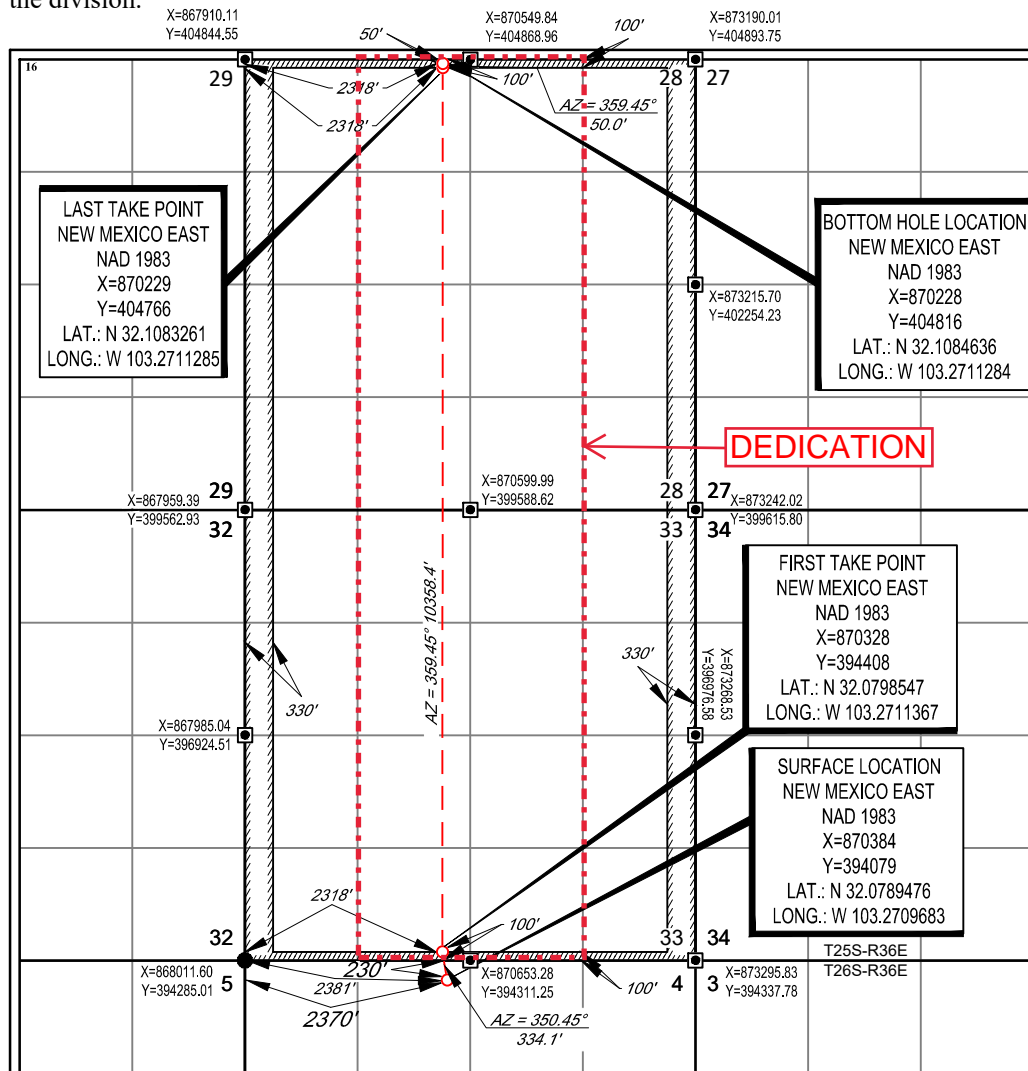 the division.
X=867910.11
Y=404844.55
50'
X=870549.84
Y=404868.96
100'
X=873190.01
Y=404893.75
16
29
2318'
100'
28
27
2318'
AZ = 359.45°
50.0'
LAST TAKE POINT
NEW MEXICO EAST
NAD 1983
X=870229
Y=404766
LAT.: N 32.1083261
LONG.: W 103.2711285
BOTTOM HOLE LOCATION
NEW MEXICO EAST
NAD 1983
X=870228
Y=404816
LAT.: N 32.1084636
LONG.: W 103.2711284
X=873215.70
Y=402254.23
DEDICATION
X=867959.39
Y=399562.93
29
32
X=870599.99
Y=399588.62
28
33
27
34
X=873242.02
Y=399615.80
AZ = 359.45° 10358.4'
FIRST TAKE POINT
NEW MEXICO EAST
NAD 1983
X=870328
Y=394408
LAT.: N 32.0798547
LONG.: W 103.2711367
330'
330'
X=873268.53
Y=396976.58
X=867985.04
Y=396924.51
SURFACE LOCATION
NEW MEXICO EAST
NAD 1983
X=870384
Y=394079
LAT.: N 32.0789476
LONG.: W 103.2709683
2318'
100'
32
33
34
T25S-R36E
T26S-R36E
X=868011.60
Y=394285.01
5
230'
2381'
2370'
X=870653.28
Y=394311.25
100'
4
3
X=873295.83
Y=394337.78
AZ = 350.45°
334.1'